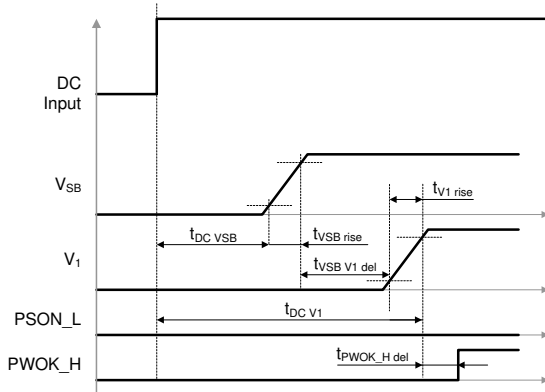 DC
Input
VSB
tV1 rise
tDC VSB
tVSB rise
V1
tVSB V1 del
tDC V1
PSON_L
tPWOK_H del
PWOK_H